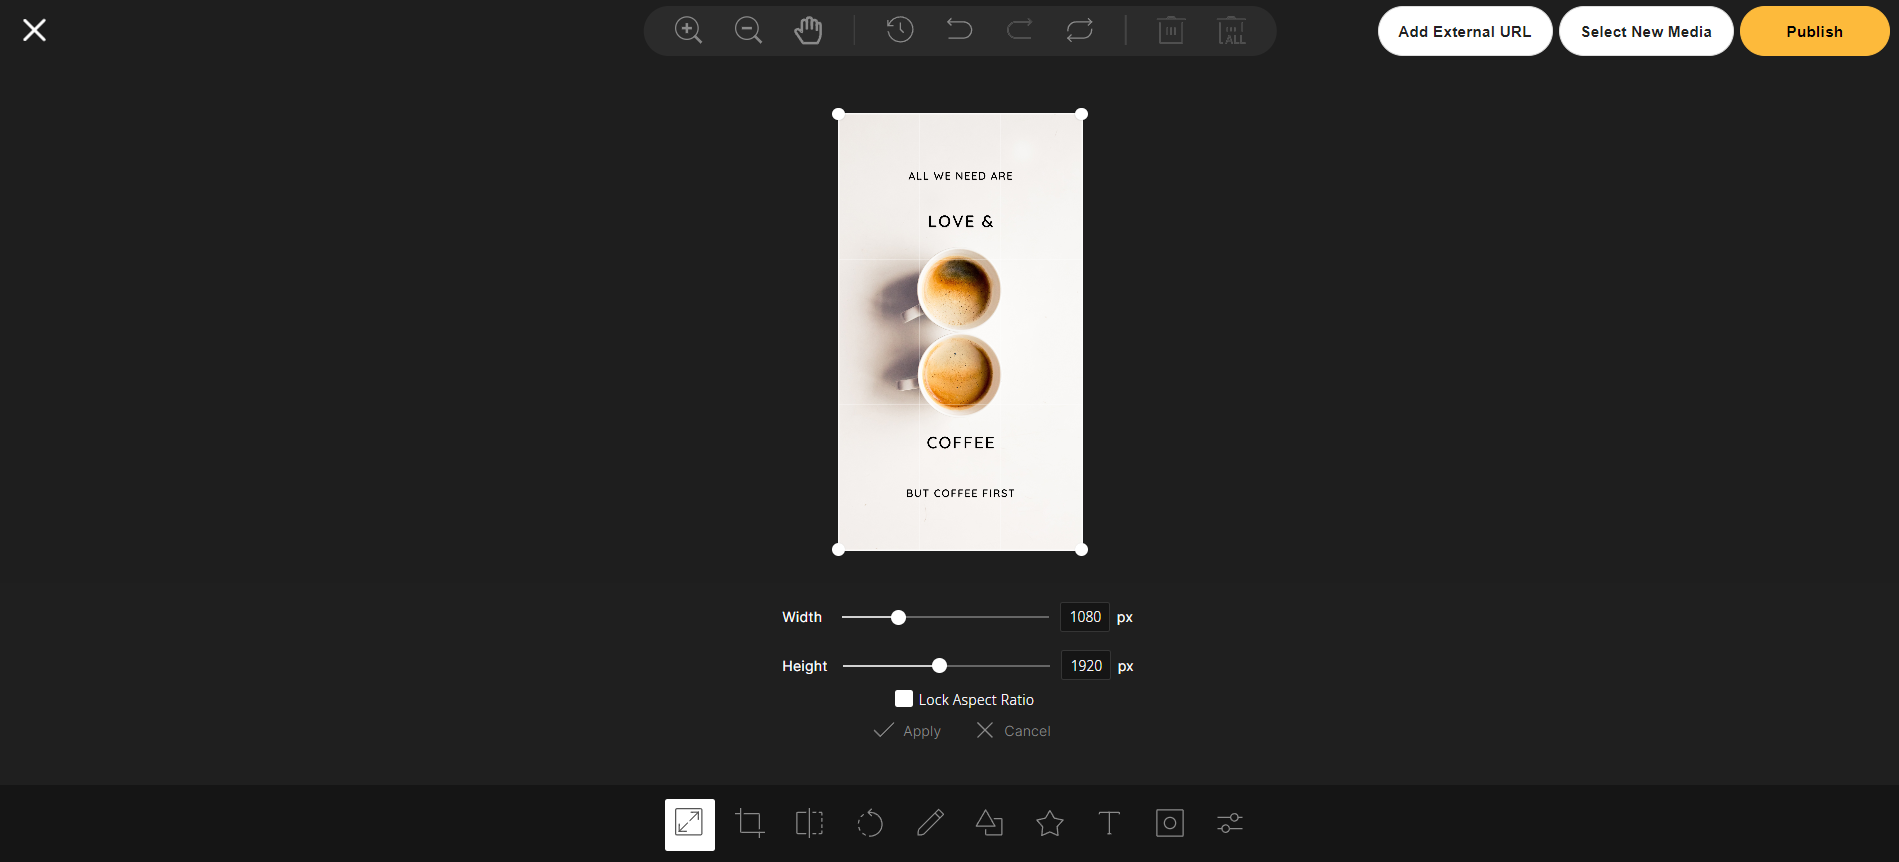 ALL
Add External URL
Select New Media
Publish
ALL WE NEED ARE
LOVE &
COFFEE
BUT COFFEE FIRST
Width
1080
px
Height
1920
px
Lock Aspect Ratio
Apply
Cancel